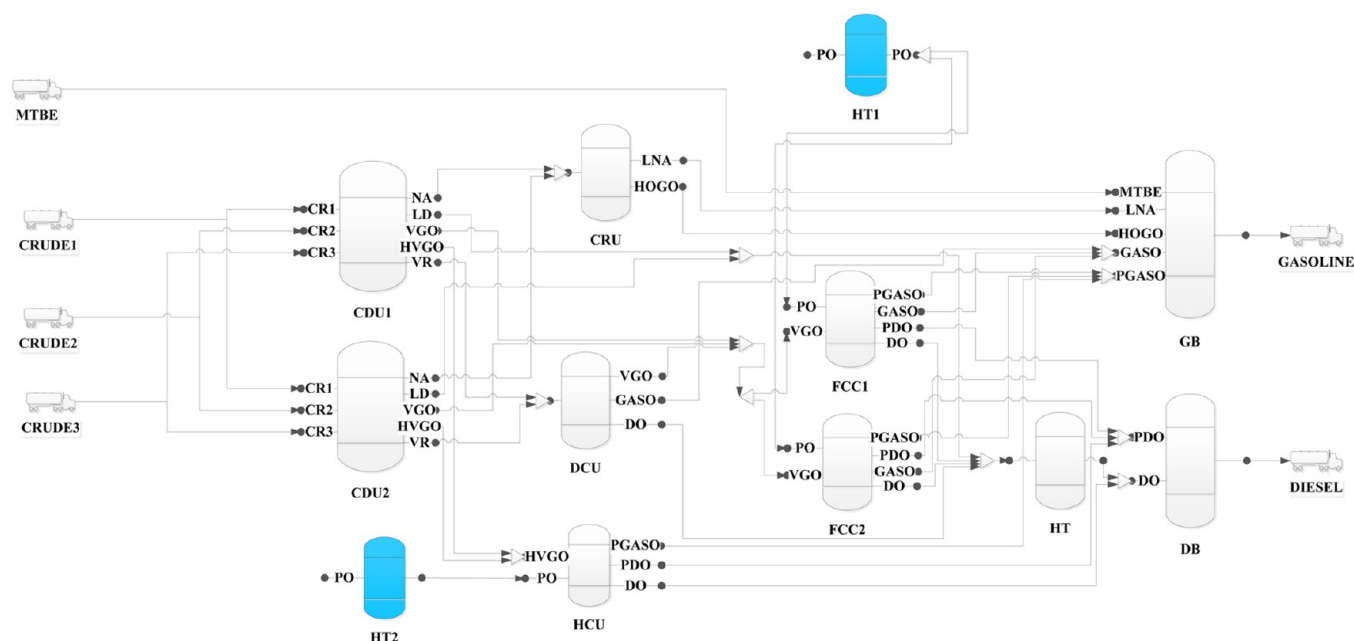 PO
PO
HT1
MTBE
CRUDE1
CRUDE2
CRUDE3
CR1
CR2
CR3
NA
LD
VGO
HVGO
VR
CDU1
CR1
CR2
CR3
NA
LD
VGO
HVGO
VR
CDU2
LNA
HOGO
CRU
VGO
GASO
DO
DCU
PO
VGO
PGASO
GASO
PDO
DO
FCC1
PO
VGO
PGASO
PDO
GASO
DO
FCC2
PO
HT2
HVGO
PO
PGASO
PDO
DO
HCU
HT
MTBE
LNA
HOGO
GASO
PGASO
GB
GASOLINE
PDO
DO
DB
DIESEL